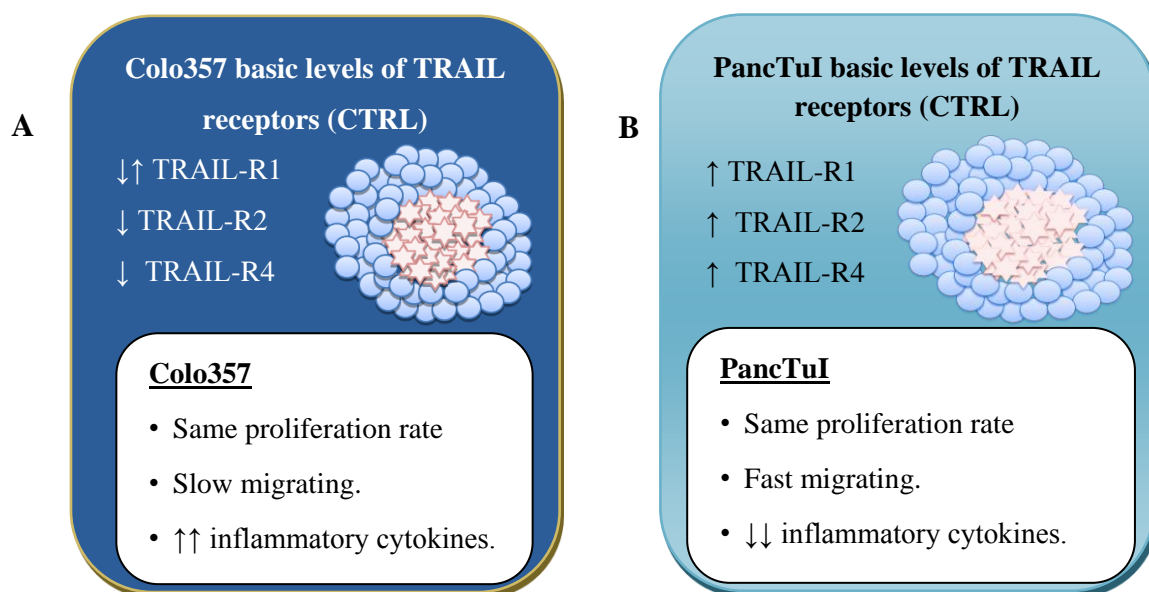 A
Colo357 basic levels of TRAIL
receptors (CTRL)
↓↑ TRAIL-R1
↓ TRAIL-R2
↓ TRAIL-R4
Colo357
• Same proliferation rate
• Slow migrating.
• ↑↑ inflammatory cytokines.
B
PancTuI basic levels of TRAIL
receptors (CTRL)
↑ TRAIL-R1
↑ TRAIL-R2
↑ TRAIL-R4
PancTuI
• Same proliferation rate
• Fast migrating.
• ↓↓ inflammatory cytokines.